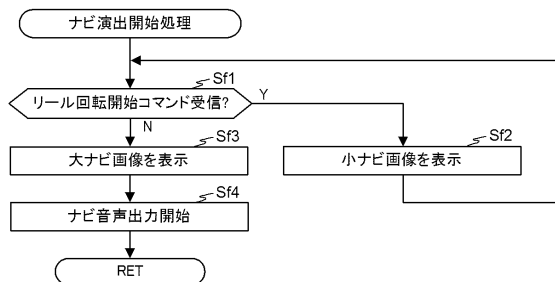 ナビ演出開始処理
Sf1
リール回転開始コマンド受信?
Y
N
Sf3
大ナビ画像を表示
Sf2
小ナビ画像を表示
Sf4
ナビ音声出力開始
RET